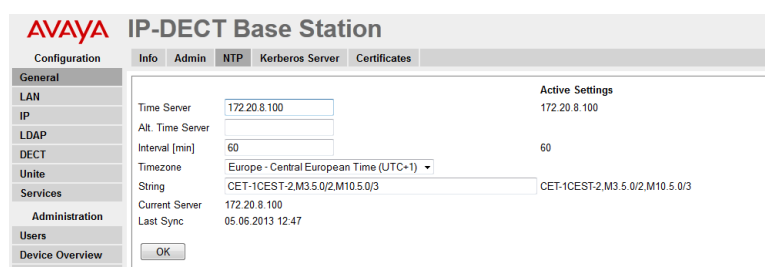 AVAYA IP-DECT Base Station
Configuration Info Admin NTP Kerberos Server Certificates
General
LAN
IP
LDAP
DECT
Unite
Services
Administration
Users
Device Overview
Active Settings
Time Server 172.20.8.100 172.20.8.100
Alt. Time Server
Interval [min] 60 60
Timezone Europe - Central European Time (UTC+1)
String CET-1CEST-2,M3.5.0/2,M10.5.0/3 CET-1CEST-2,M3.5.0/2,M10.5.0/3
Current Server 172.20.8.100
Last Sync 05.06.2013 12:47
OK